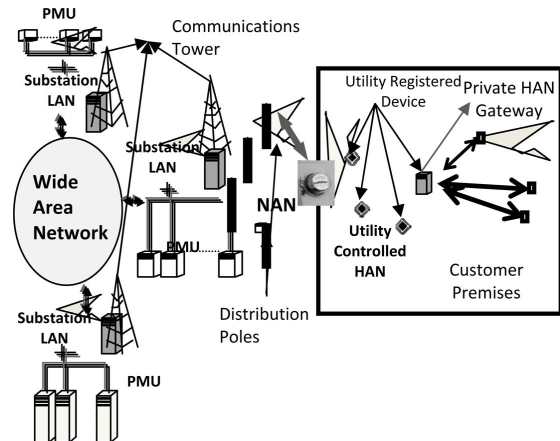 PMU
Communications
Tower
Substation
LAN
Utility Registered
Device
Private HAN
Gateway
Substation
LAN
Wide
Area
Network
NAN
PMU
Utility
Controlled
HAN
Customer
Premises
Distribution
Poles
Substation
LAN
PMU